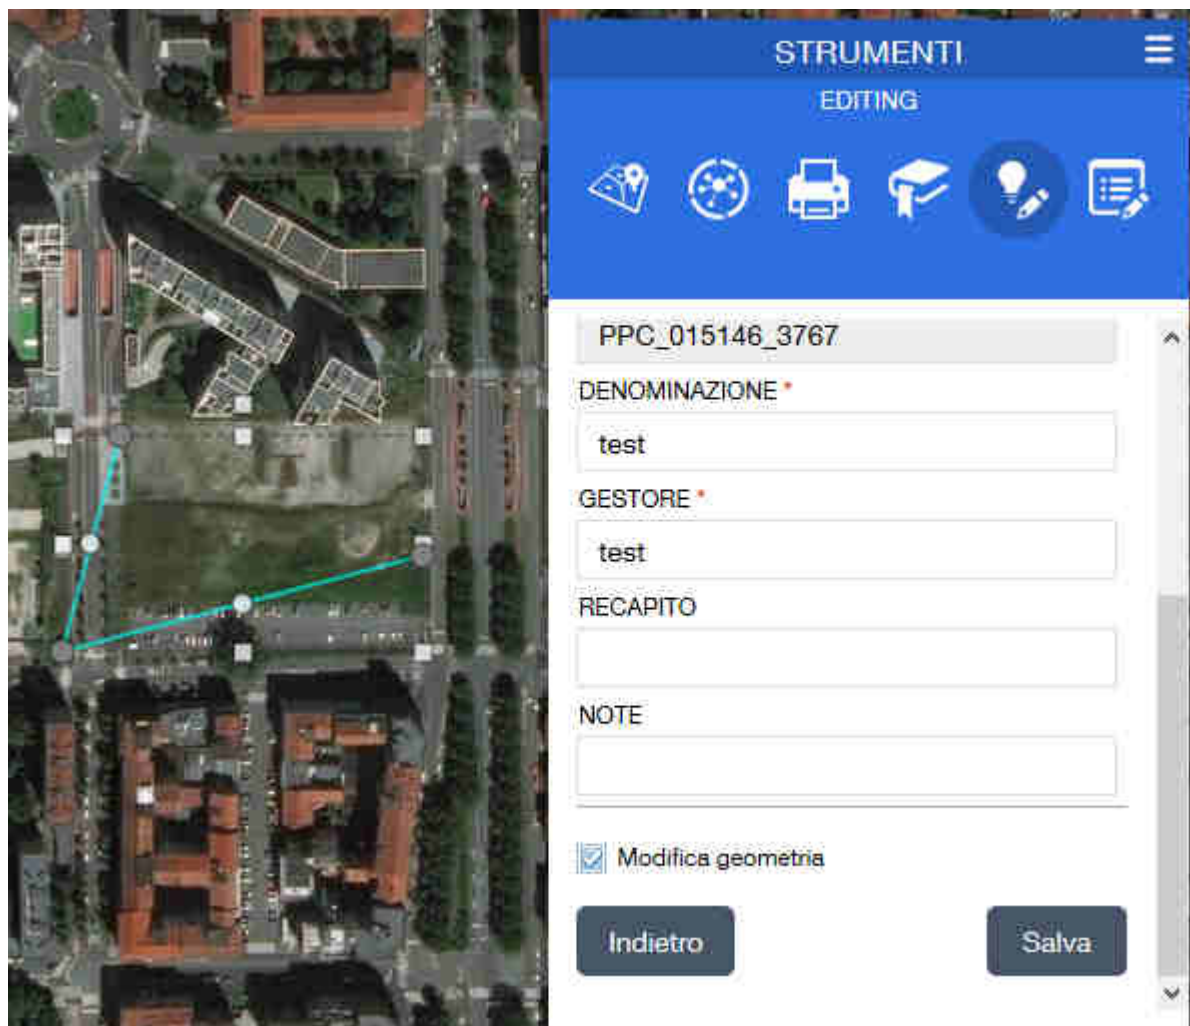 STRUMENTI
EDITING
PPC_015146_3767
DENOMINAZIONE *
test
GESTORE *
test
RECAPITO
NOTE
Modifica geometria
Indietro
Salva